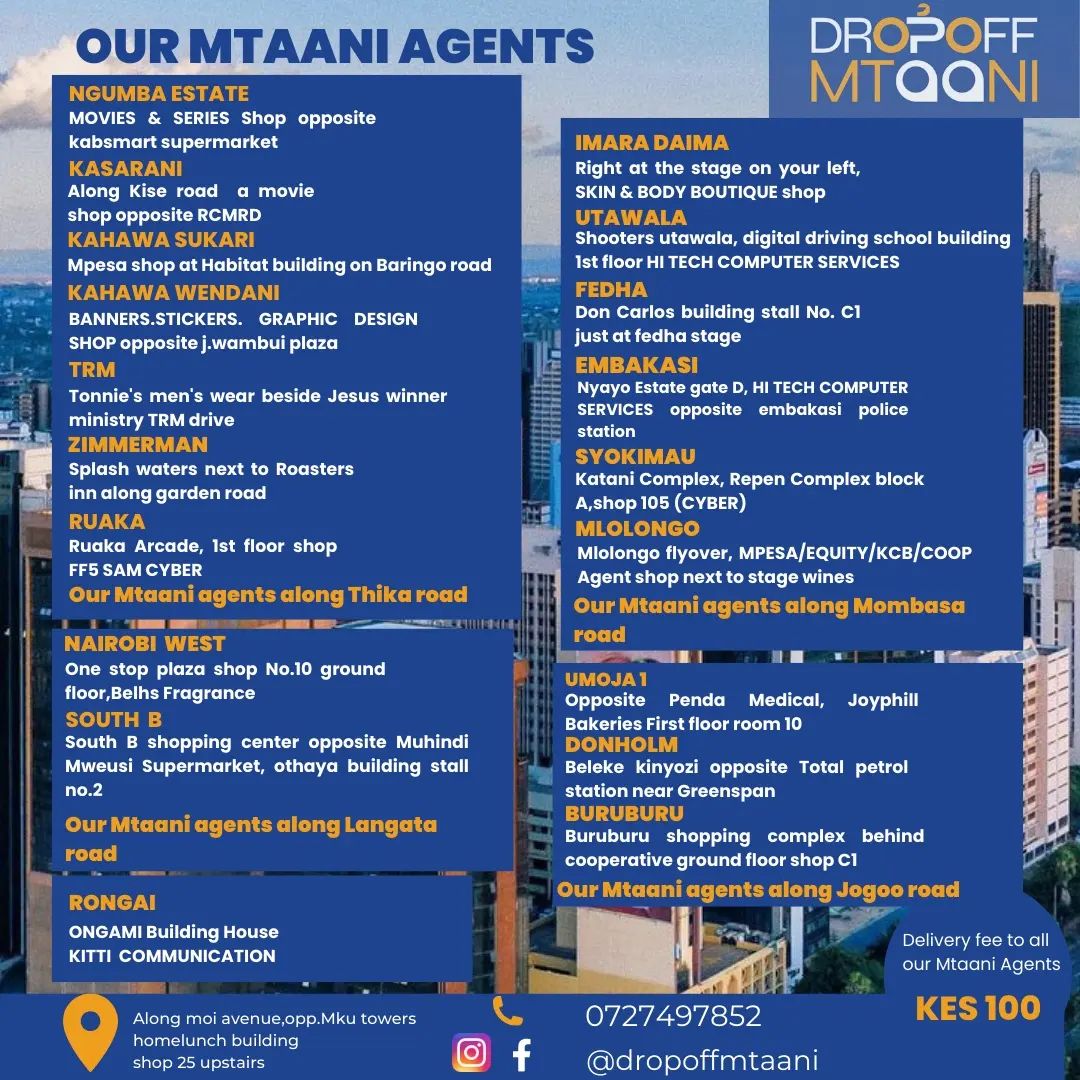 OUR MTAANI AGENTS
DROPOFF
MTAANI
NGUMBA ESTATE
MOVIES & SERIES Shop opposite
kabsmart supermarket
KASARANI
Along Kise road a movie
shop opposite RCMRD
KAHAWA SUKARI
Mpesa shop at Habitat building on Baringo road
KAHAWA WENDANI
BANNERS.STICKERS. GRAPHIC DESIGN
SHOP opposite j.wambui plaza
TRM
Tonnie's men's wear beside Jesus winner
ministry TRM drive
ZIMMERMAN
Splash waters next to Roasters
inn along garden road
RUAKA
Ruaka Arcade, 1st floor shop
FF5 SAM CYBER
Our Mtaani agents along Thika road
NAIROBI WEST
One stop plaza shop No.10 ground
floor,Belhs Fragrance
SOUTH B
South B shopping center opposite Muhindi
Mweusi Supermarket, othaya building stall
no.2
Our Mtaani agents along Langata
road
RONGAI
ONGAMI Building House
KITTI COMMUNICATION
IMARA DAIMA
Right at the stage on your left,
SKIN & BODY BOUTIQUE shop
UTAWALA
Shooters utawala, digital driving school building
1st floor HI TECH COMPUTER SERVICES
FEDHA
Don Carlos building stall No. C1
just at fedha stage
EMBAKASI
Nyayo Estate gate D, HI TECH COMPUTER
SERVICES opposite embakasi police
station
SYOKIMAU
Katani Complex, Repen Complex block
A,shop 105 (CYBER)
MLOLONGO
Mlolongo flyover, MPESA/EQUITY/KCB/COOP
Agent shop next to stage wines
Our Mtaani agents along Mombasa
road
UMOJA 1
Opposite Penda Medical, Joyphill
Bakeries First floor room 10
DONHOLM
Beleke kinyozi opposite Total petrol
station near Greenspan
BURUBURU
Buruburu shopping complex behind
cooperative ground floor shop C1
Our Mtaani agents along Jogoo road
Delivery fee to all
our Mtaani Agents
KES 100
Along moi avenue,opp.Mku towers
homelunch building
shop 25 upstairs
0727497852
@dropoffmtaani